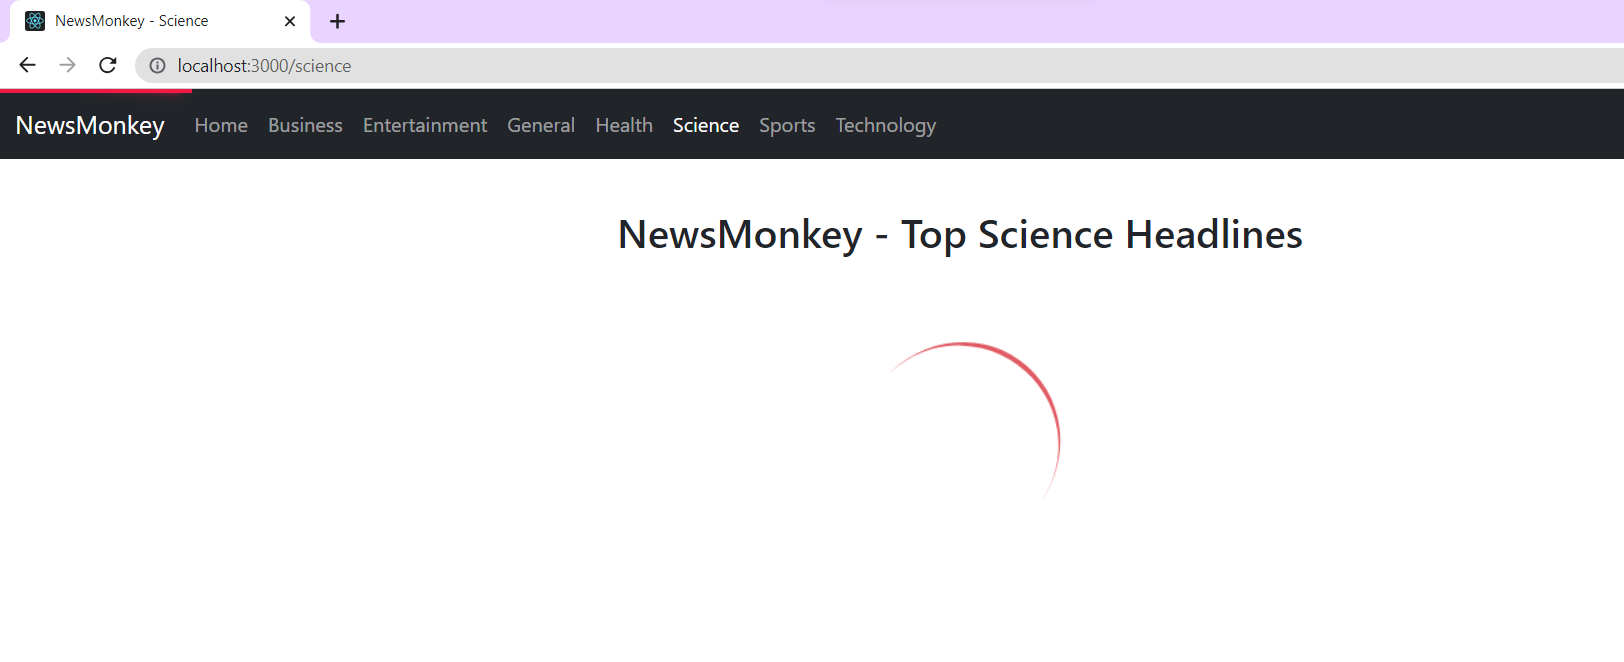 NewsMonkey - Science
localhost:3000/science
NewsMonkey Home Business Entertainment General Health Science Sports Technology
NewsMonkey - Top Science Headlines